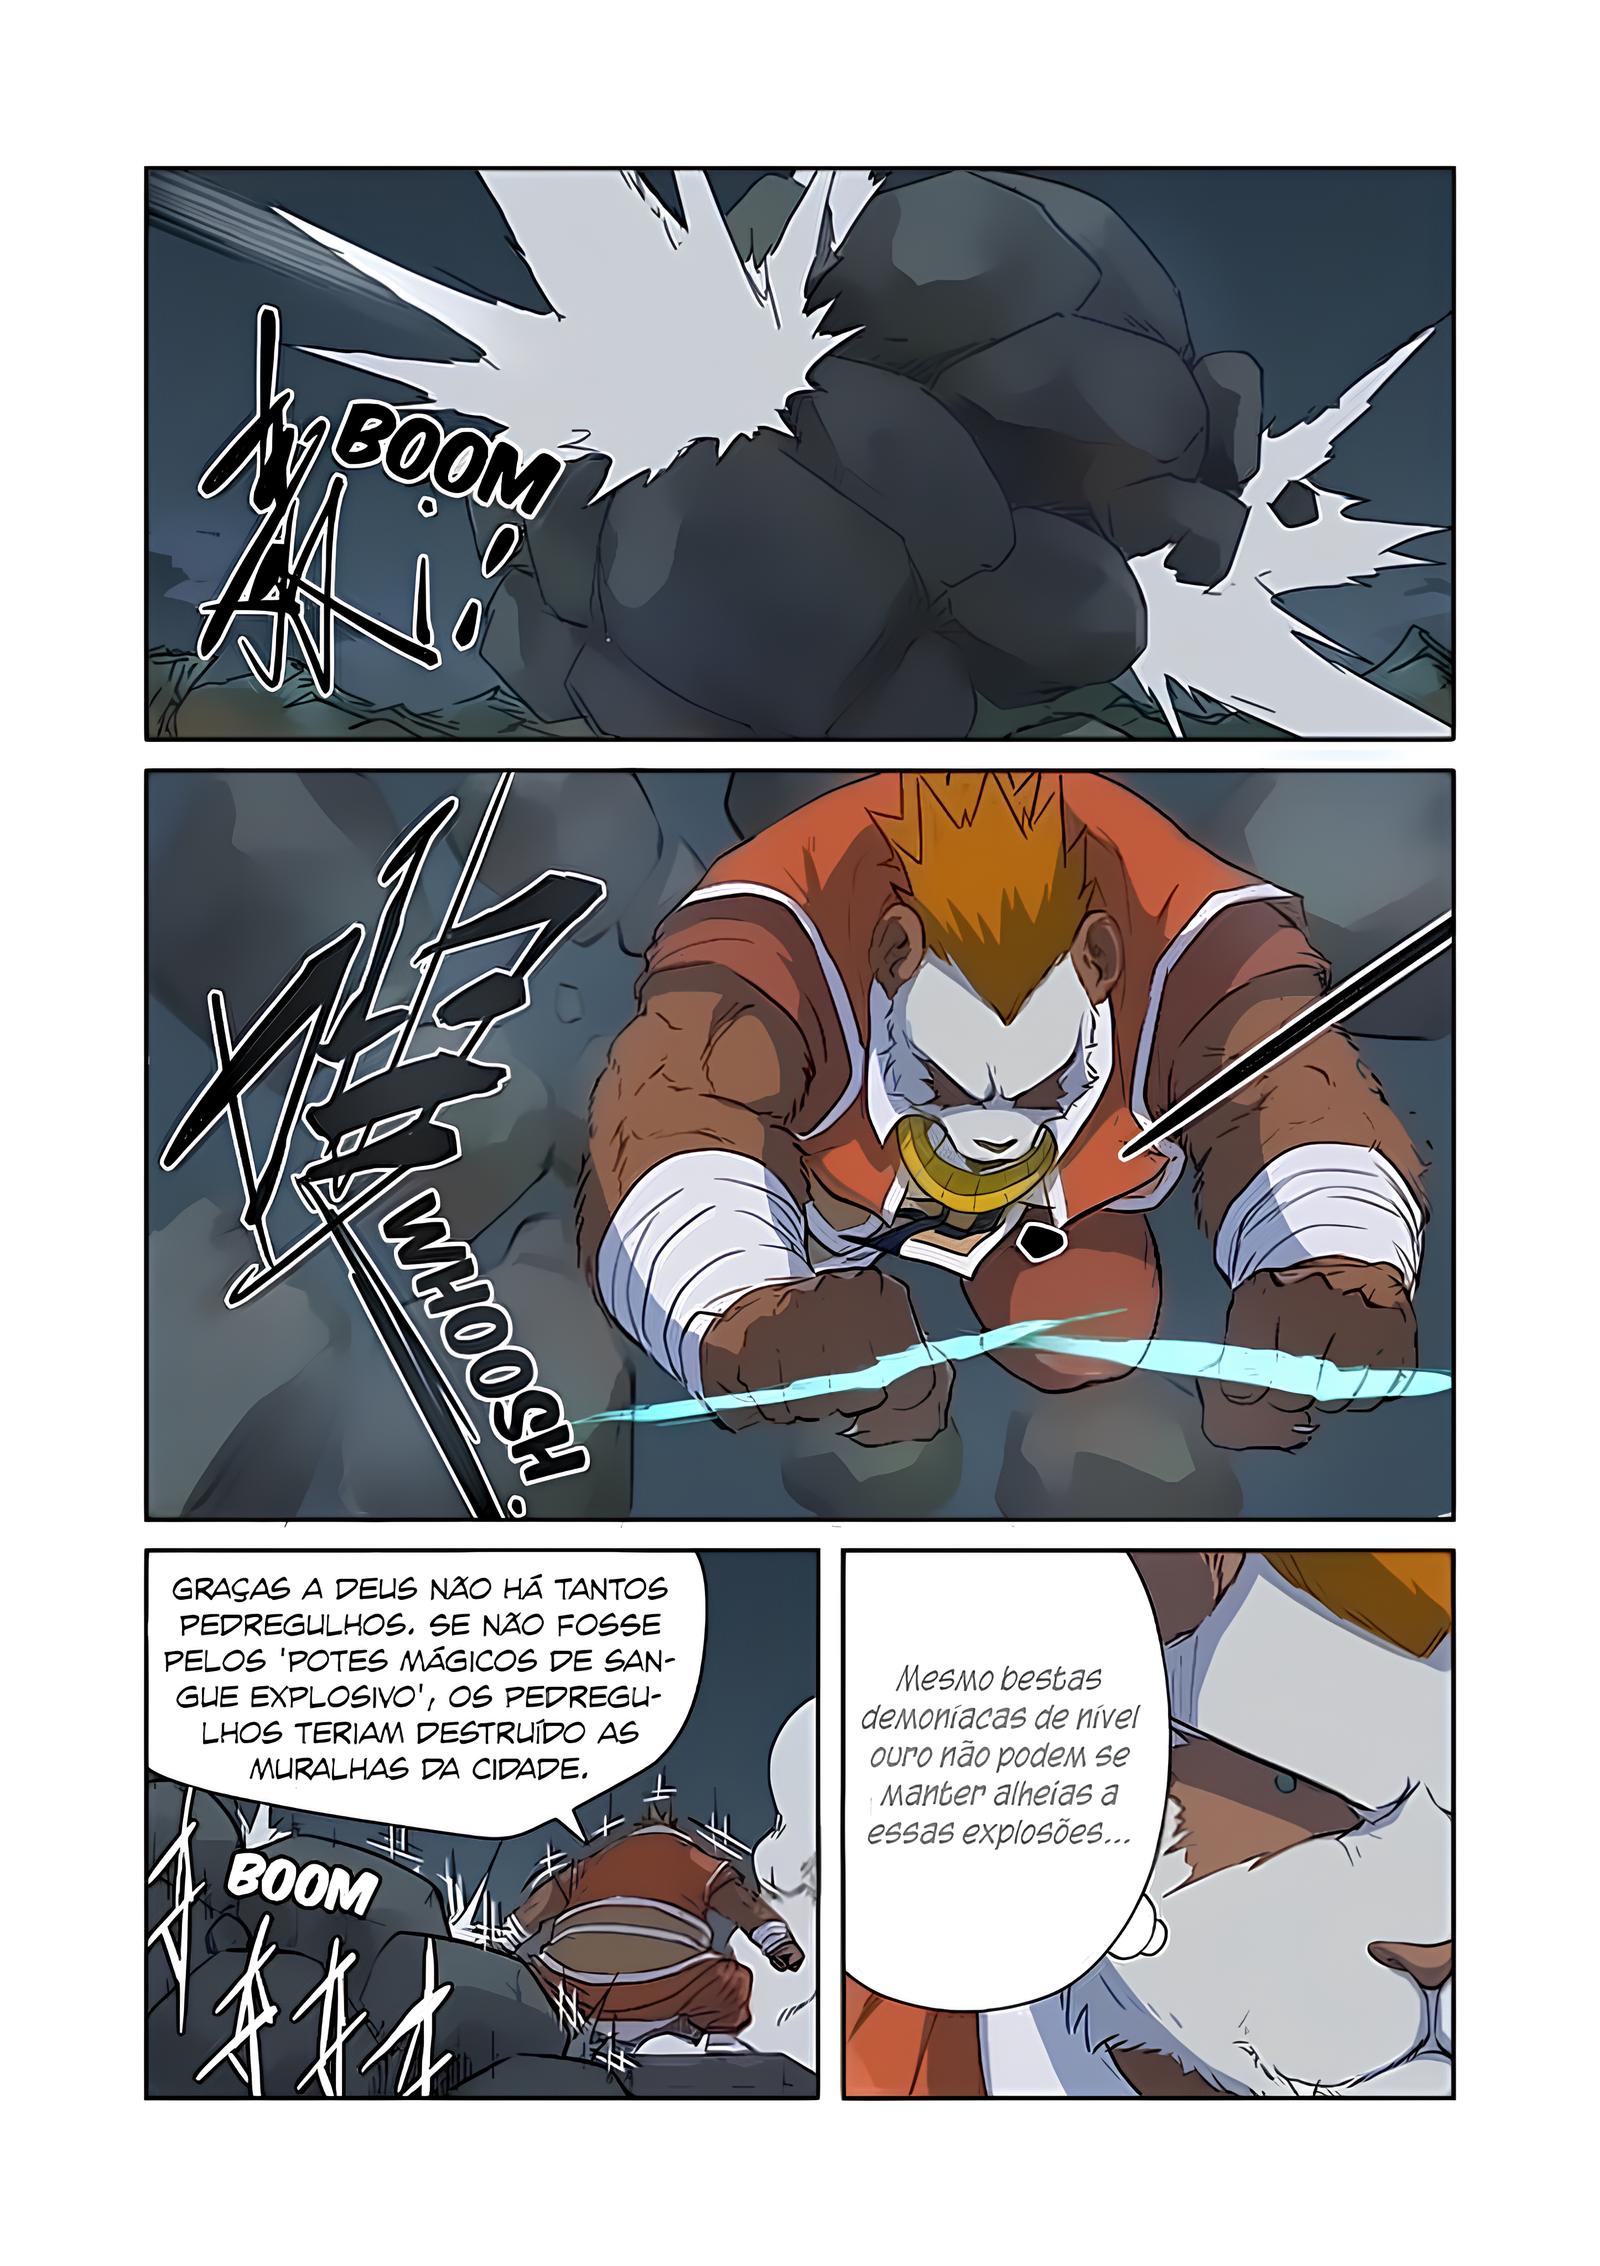 BOOM
WHOOSH
GRAÇAS A DEUS NÃO HÁ TANTOS
PEDREGULHOS. SE NÃO FOSSE
PELOS 'POTES MÁGICOS DE SAN-
GUE EXPLOSIVO', OS PEDREGU-
LHOS TERIAM DESTRUÍDO AS
MURALHAS DA CIDADE.
BOOM
Mesmo bestas
demoníacas de nível
ouro não podem se
manter alheias a
essas explosões...